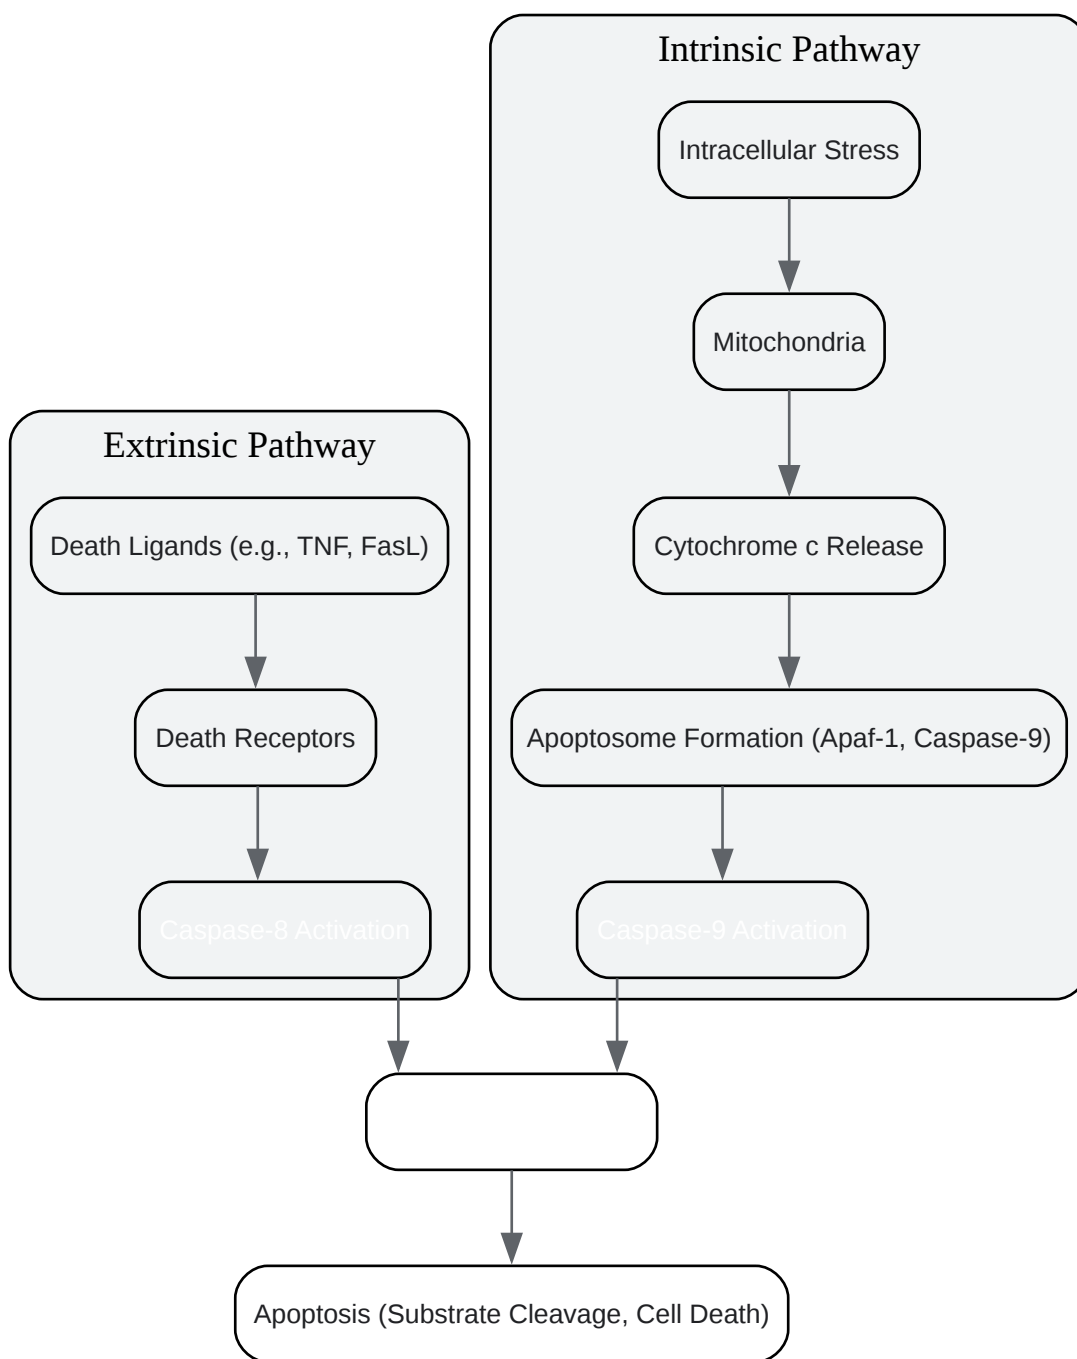 Intrinsic Pathway
Intracellular Stress
Mitochondria
Cytochrome c Release
Apoptosome Formation (Apaf-1, Caspase-9)
Caspase-9 Activation
Extrinsic Pathway
Death Ligands (e.g., TNF, FasL)
Death Receptors
Caspase-8 Activation
Apoptosis (Substrate Cleavage, Cell Death)